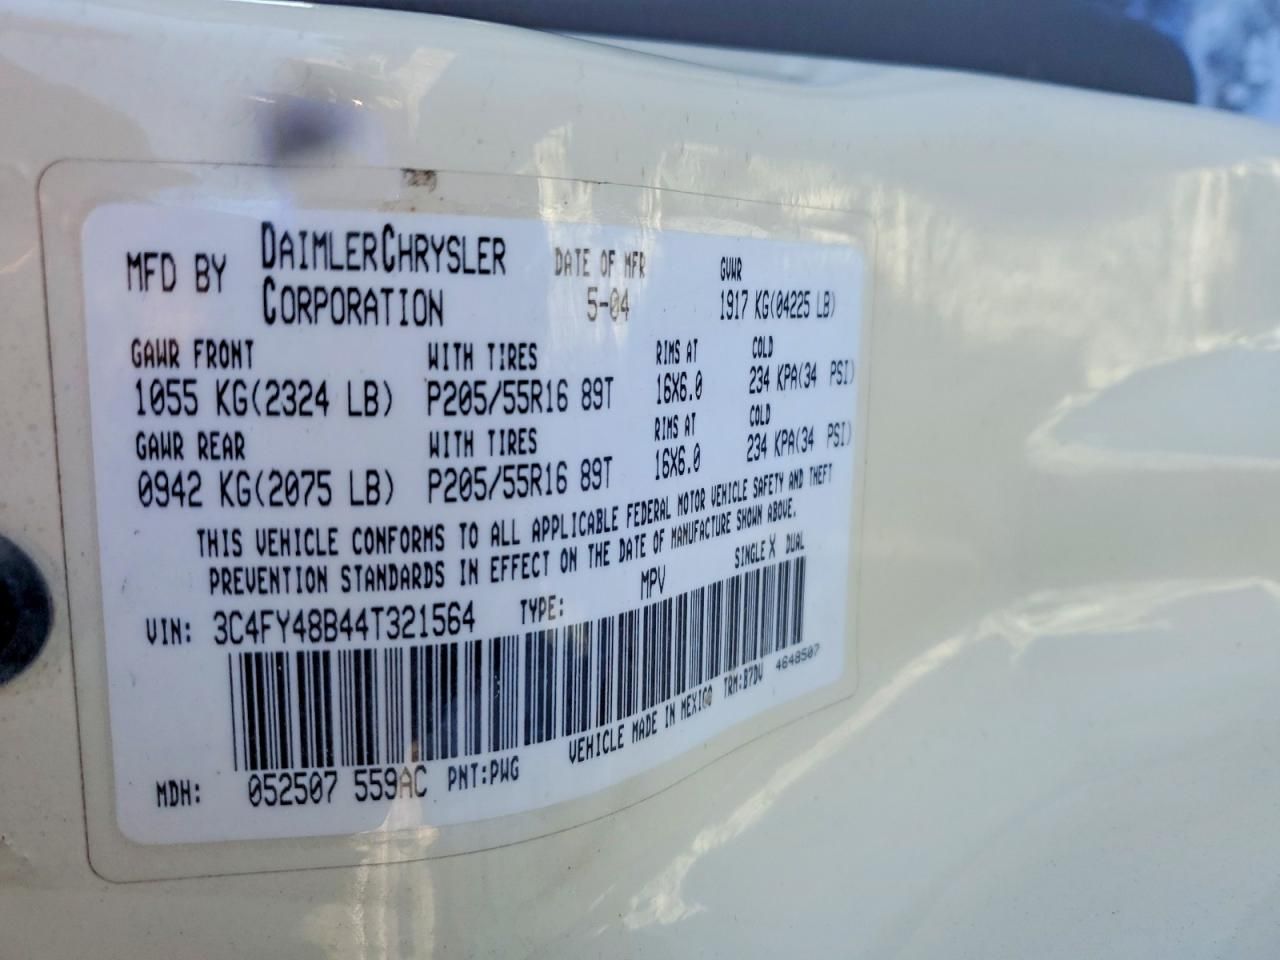 MFD BY DAIMLERCHRYSLER CORPORATION
DATE OF MFR 5-04
GVWR 1917 KG(04225 LB)
GAWR FRONT WITH TIRES RIMS AT COLD
1055 KG(2324 LB) P205/55R16 89T 16X6.0 234 KPA(34 PSI)
GAWR REAR WITH TIRES RIMS AT COLD
0942 KG(2075 LB) P205/55R16 89T 16X6.0 234 KPA(34 PSI)
THIS VEHICLE CONFORMS TO ALL APPLICABLE FEDERAL MOTOR VEHICLE SAFETY AND THEFT
PREVENTION STANDARDS IN EFFECT ON THE DATE OF MANUFACTURE SHOWN ABOVE.
VIN: 3C4FY48B44T321564 TYPE: MPV SINGLE X DUAL
VEHICLE MADE IN MEXICO TRM:B7DV 4648507
MDH: 052507 559AC PNT:PWG